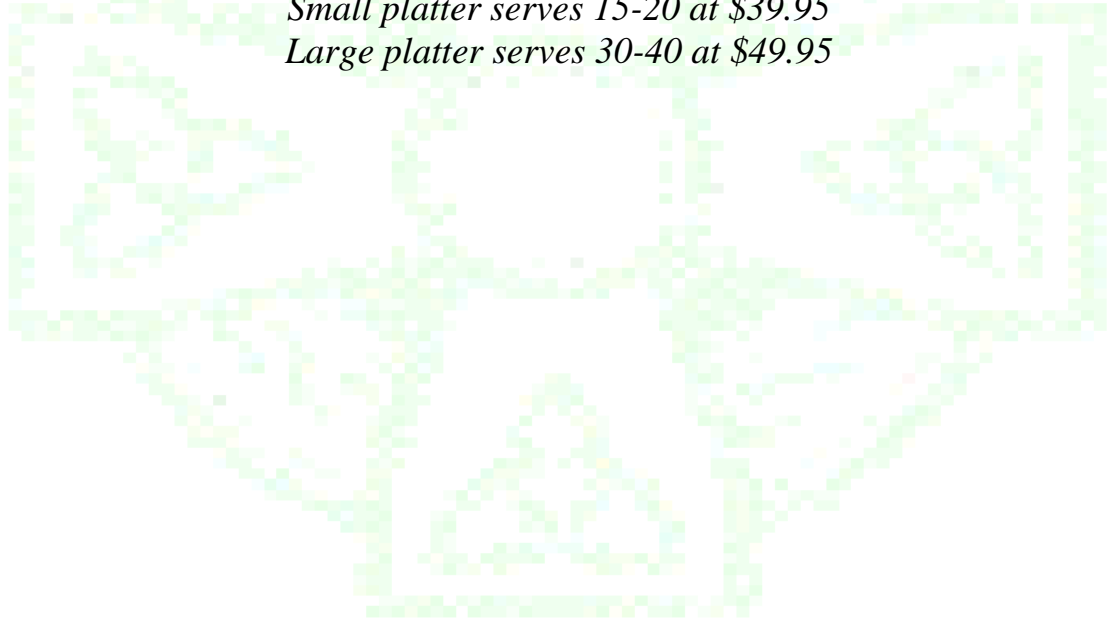 Small platter serves 15-20 at $39.95
Large platter serves 30-40 at $49.95